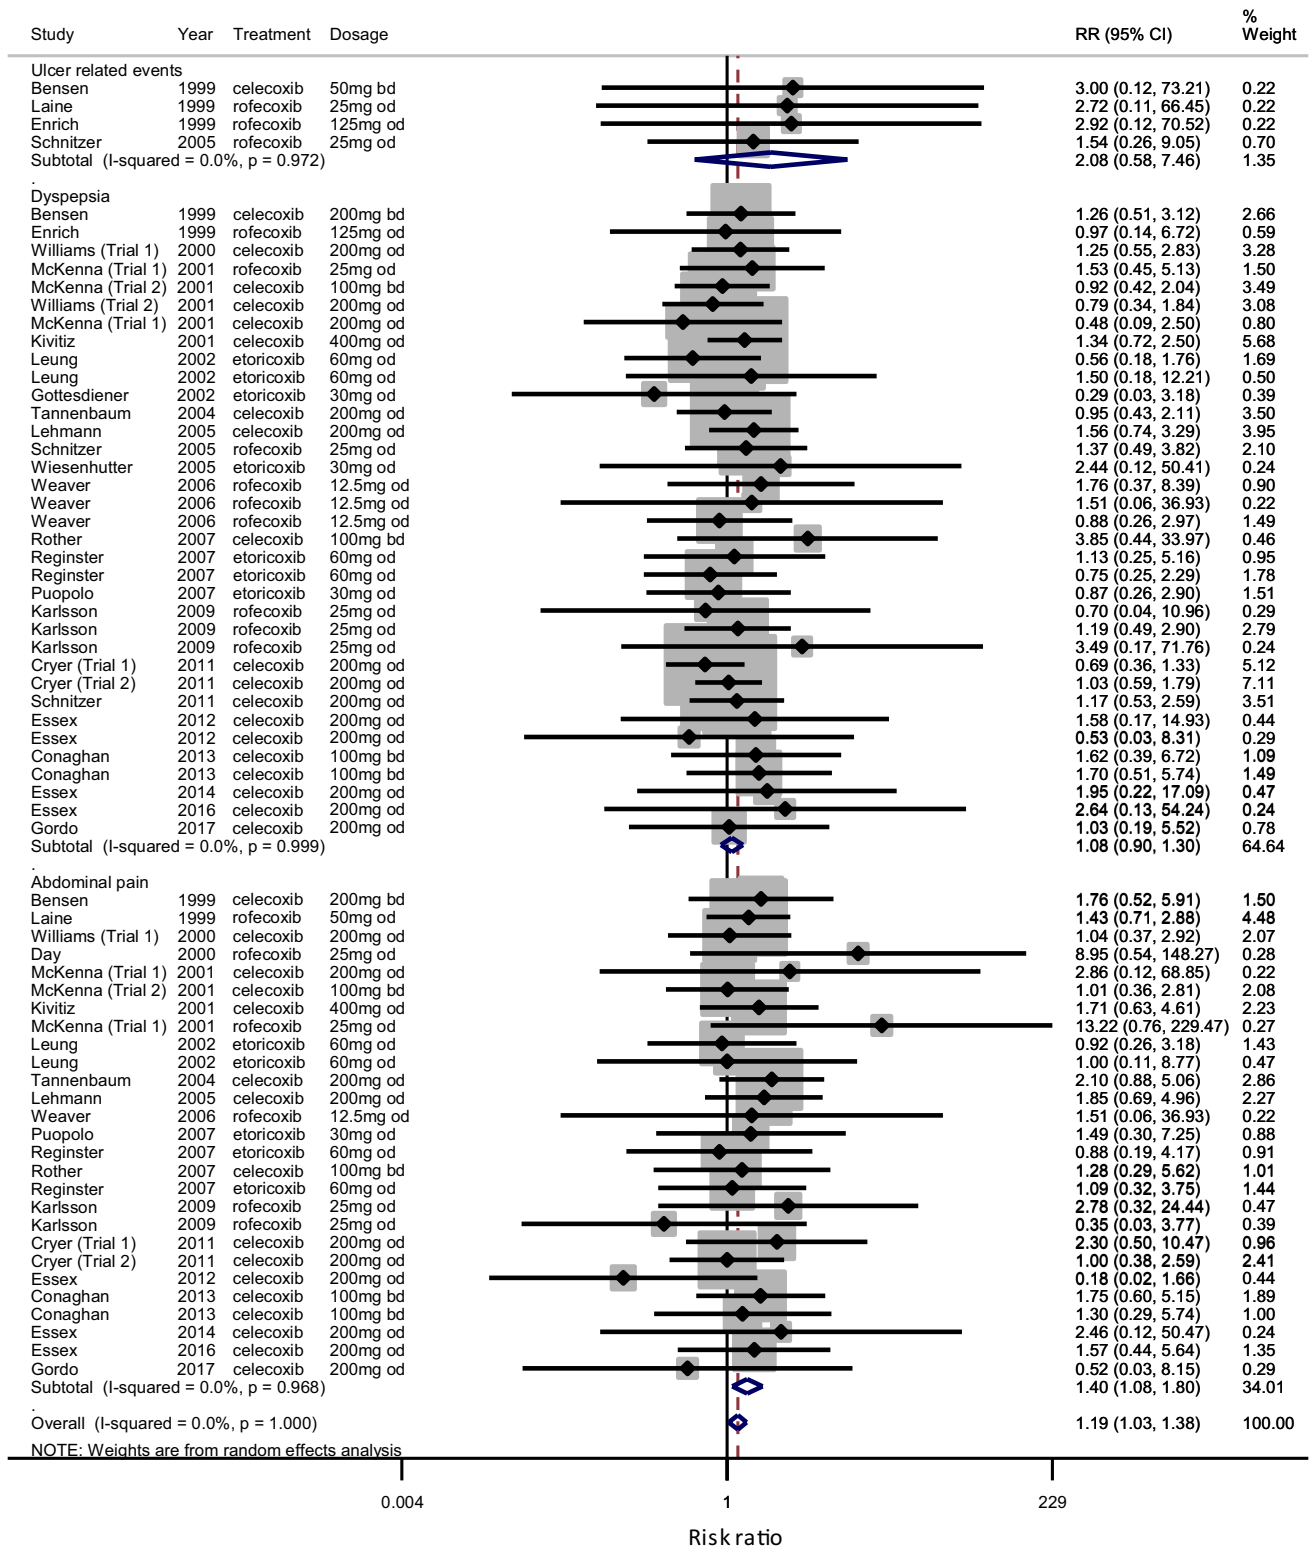 %
Study Year Treatment Dosage RR (95% CI) Weight
Ulcer related events
Bensen 1999 celecoxib 50mg bd 3.00 (0.12, 73.21) 0.22
Laine 1999 rofecoxib 25mg od 2.72 (0.11, 66.45) 0.22
Enrich 1999 rofecoxib 125mg od 2.92 (0.12, 70.52) 0.22
Schnitzer 2005 rofecoxib 25mg od 1.54 (0.26, 9.05) 0.70
Subtotal (I-squared = 0.0%, p = 0.972) 2.08 (0.58, 7.46) 1.35
.
Dyspepsia
Bensen 1999 celecoxib 200mg bd 1.26 (0.51, 3.12) 2.66
Enrich 1999 rofecoxib 125mg od 0.97 (0.14, 6.72) 0.59
Williams (Trial 1) 2000 celecoxib 200mg od 1.25 (0.55, 2.83) 3.28
McKenna (Trial 1) 2001 rofecoxib 25mg od 1.53 (0.45, 5.13) 1.50
McKenna (Trial 2) 2001 celecoxib 100mg bd 0.92 (0.42, 2.04) 3.49
Williams (Trial 2) 2001 celecoxib 200mg od 0.79 (0.34, 1.84) 3.08
McKenna (Trial 1) 2001 celecoxib 200mg od 0.48 (0.09, 2.50) 0.80
Kivitiz 2001 celecoxib 400mg od 1.34 (0.72, 2.50) 5.68
Leung 2002 etoricoxib 60mg od 0.56 (0.18, 1.76) 1.69
Leung 2002 etoricoxib 60mg od 1.50 (0.18, 12.21) 0.50
Gottesdiener 2002 etoricoxib 30mg od 0.29 (0.03, 3.18) 0.39
Tannenbaum 2004 celecoxib 200mg od 0.95 (0.43, 2.11) 3.50
Lehmann 2005 celecoxib 200mg od 1.56 (0.74, 3.29) 3.95
Schnitzer 2005 rofecoxib 25mg od 1.37 (0.49, 3.82) 2.10
Wiesenhutter 2005 etoricoxib 30mg od 2.44 (0.12, 50.41) 0.24
Weaver 2006 rofecoxib 12.5mg od 1.76 (0.37, 8.39) 0.90
Weaver 2006 rofecoxib 12.5mg od 1.51 (0.06, 36.93) 0.22
Weaver 2006 rofecoxib 12.5mg od 0.88 (0.26, 2.97) 1.49
Rother 2007 celecoxib 100mg bd 3.85 (0.44, 33.97) 0.46
Reginster 2007 etoricoxib 60mg od 1.13 (0.25, 5.16) 0.95
Reginster 2007 etoricoxib 60mg od 0.75 (0.25, 2.29) 1.78
Puopolo 2007 etoricoxib 30mg od 0.87 (0.26, 2.90) 1.51
Karlsson 2009 rofecoxib 25mg od 0.70 (0.04, 10.96) 0.29
Karlsson 2009 rofecoxib 25mg od 1.19 (0.49, 2.90) 2.79
Karlsson 2009 rofecoxib 25mg od 3.49 (0.17, 71.76) 0.24
Cryer (Trial 1) 2011 celecoxib 200mg od 0.69 (0.36, 1.33) 5.12
Cryer (Trial 2) 2011 celecoxib 200mg od 1.03 (0.59, 1.79) 7.11
Schnitzer 2011 celecoxib 200mg od 1.17 (0.53, 2.59) 3.51
Essex 2012 celecoxib 200mg od 1.58 (0.17, 14.93) 0.44
Essex 2012 celecoxib 200mg od 0.53 (0.03, 8.31) 0.29
Conaghan 2013 celecoxib 100mg bd 1.62 (0.39, 6.72) 1.09
Conaghan 2013 celecoxib 100mg bd 1.70 (0.51, 5.74) 1.49
Essex 2014 celecoxib 200mg od 1.95 (0.22, 17.09) 0.47
Essex 2016 celecoxib 200mg od 2.64 (0.13, 54.24) 0.24
Gordo 2017 celecoxib 200mg od 1.03 (0.19, 5.52) 0.78
Subtotal (I-squared = 0.0%, p = 0.999) 1.08 (0.90, 1.30) 64.64
.
Abdominal pain
Bensen 1999 celecoxib 200mg bd 1.76 (0.52, 5.91) 1.50
Laine 1999 rofecoxib 50mg od 1.43 (0.71, 2.88) 4.48
Williams (Trial 1) 2000 celecoxib 200mg od 1.04 (0.37, 2.92) 2.07
Day 2000 rofecoxib 25mg od 8.95 (0.54, 148.27) 0.28
McKenna (Trial 1) 2001 celecoxib 200mg od 2.86 (0.12, 68.85) 0.22
McKenna (Trial 2) 2001 celecoxib 100mg bd 1.01 (0.36, 2.81) 2.08
Kivitiz 2001 celecoxib 400mg od 1.71 (0.63, 4.61) 2.23
McKenna (Trial 1) 2001 rofecoxib 25mg od 13.22 (0.76, 229.47) 0.27
Leung 2002 etoricoxib 60mg od 0.92 (0.26, 3.18) 1.43
Leung 2002 etoricoxib 60mg od 1.00 (0.11, 8.77) 0.47
Tannenbaum 2004 celecoxib 200mg od 2.10 (0.88, 5.06) 2.86
Lehmann 2005 celecoxib 200mg od 1.85 (0.69, 4.96) 2.27
Weaver 2006 rofecoxib 12.5mg od 1.51 (0.06, 36.93) 0.22
Puopolo 2007 etoricoxib 30mg od 1.49 (0.30, 7.25) 0.88
Reginster 2007 etoricoxib 60mg od 0.88 (0.19, 4.17) 0.91
Rother 2007 celecoxib 100mg bd 1.28 (0.29, 5.62) 1.01
Reginster 2007 etoricoxib 60mg od 1.09 (0.32, 3.75) 1.44
Karlsson 2009 rofecoxib 25mg od 2.78 (0.32, 24.44) 0.47
Karlsson 2009 rofecoxib 25mg od 0.35 (0.03, 3.77) 0.39
Cryer (Trial 1) 2011 celecoxib 200mg od 2.30 (0.50, 10.47) 0.96
Cryer (Trial 2) 2011 celecoxib 200mg od 1.00 (0.38, 2.59) 2.41
Essex 2012 celecoxib 200mg od 0.18 (0.02, 1.66) 0.44
Conaghan 2013 celecoxib 100mg bd 1.75 (0.60, 5.15) 1.89
Conaghan 2013 celecoxib 100mg bd 1.30 (0.29, 5.74) 1.00
Essex 2014 celecoxib 200mg od 2.46 (0.12, 50.47) 0.24
Essex 2016 celecoxib 200mg od 1.57 (0.44, 5.64) 1.35
Gordo 2017 celecoxib 200mg od 0.52 (0.03, 8.15) 0.29
Subtotal (I-squared = 0.0%, p = 0.968) 1.40 (1.08, 1.80) 34.01
.
Overall (I-squared = 0.0%, p = 1.000) 1.19 (1.03, 1.38) 100.00
NOTE: Weights are from random effects analysis
0.004 1 229
Risk ratio